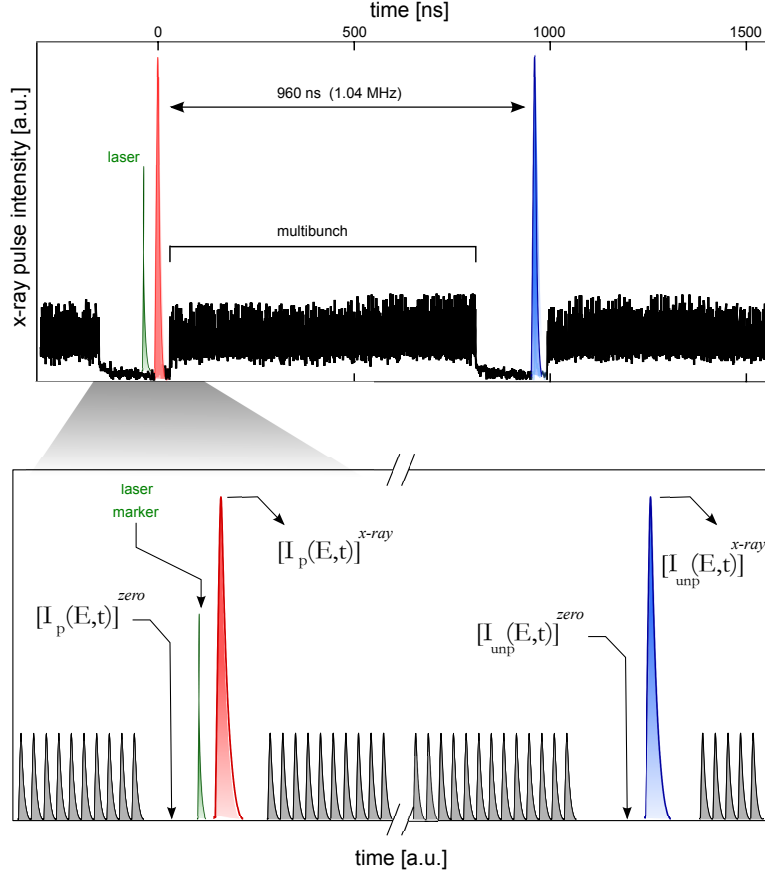 time [ns]
0 500 1000 1500
x-ray pulse intensity [a.u.]
960 ns (1.04 MHz)
laser
multibunch
laser
marker
[I_p(E,t)]^x-ray
[I_unp(E,t)]^x-ray
[I_p(E,t)]^zero
[I_unp(E,t)]^zero
time [a.u.]